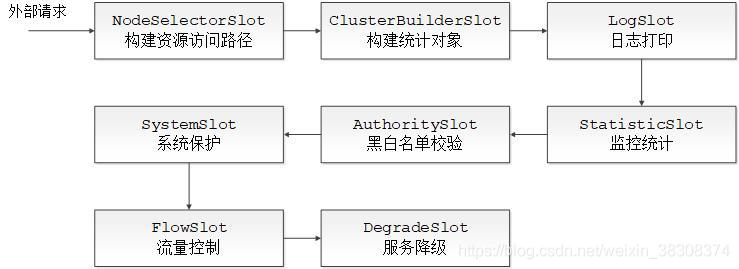 外部请求
NodeSelectorSlot
构建资源访问路径
ClusterBuilderSlot
构建统计对象
LogSlot
日志打印
SystemSlot
系统保护
AuthoritySlot
黑白名单校验
StatisticSlot
监控统计
FlowSlot
流量控制
DegradeSlot
服务降级
https://blog.csdn.net/weixin_38308374